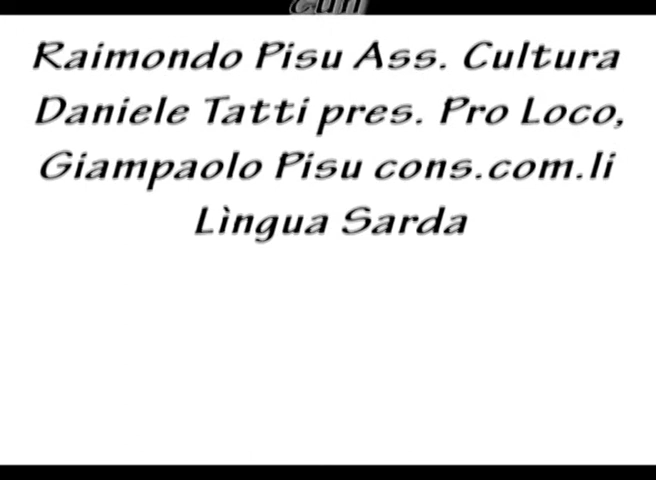 Raimondo Pisu Ass. Cultura
Daniele Tatti pres. Pro Loco,
Giampaolo Pisu cons.com.li
Lìngua Sarda